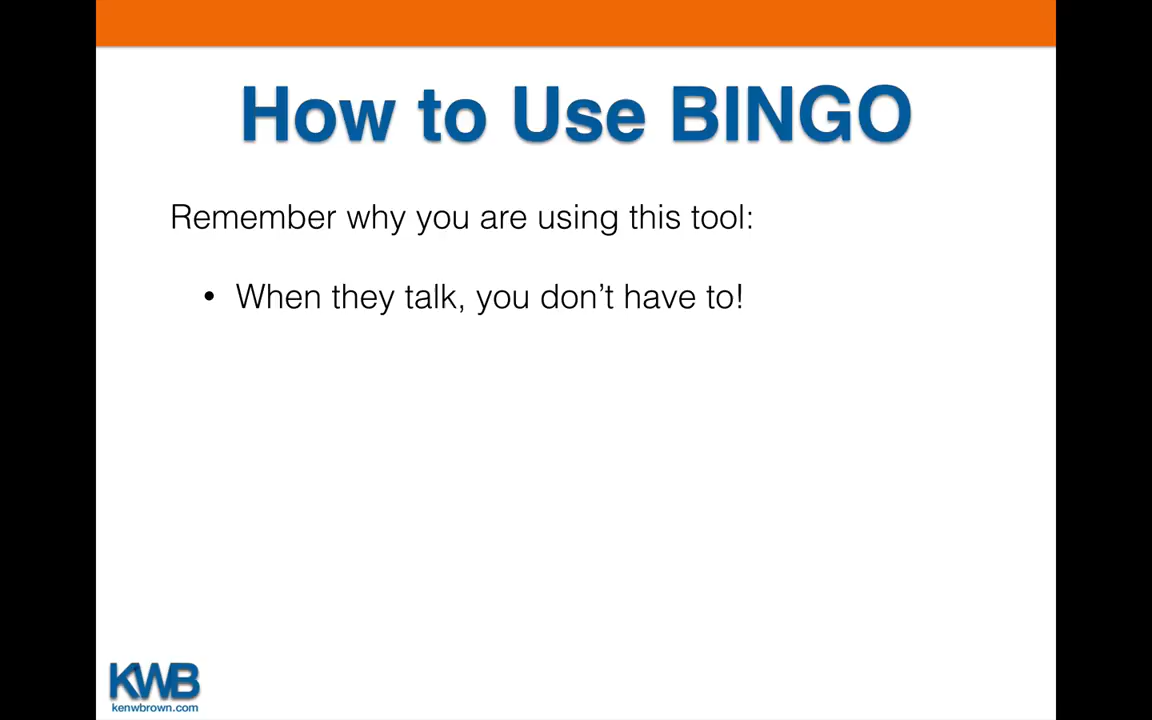 How to Use BINGO
Remember why you are using this tool:
• When they talk, you don’t have to!
KWB
kenwbrown.com